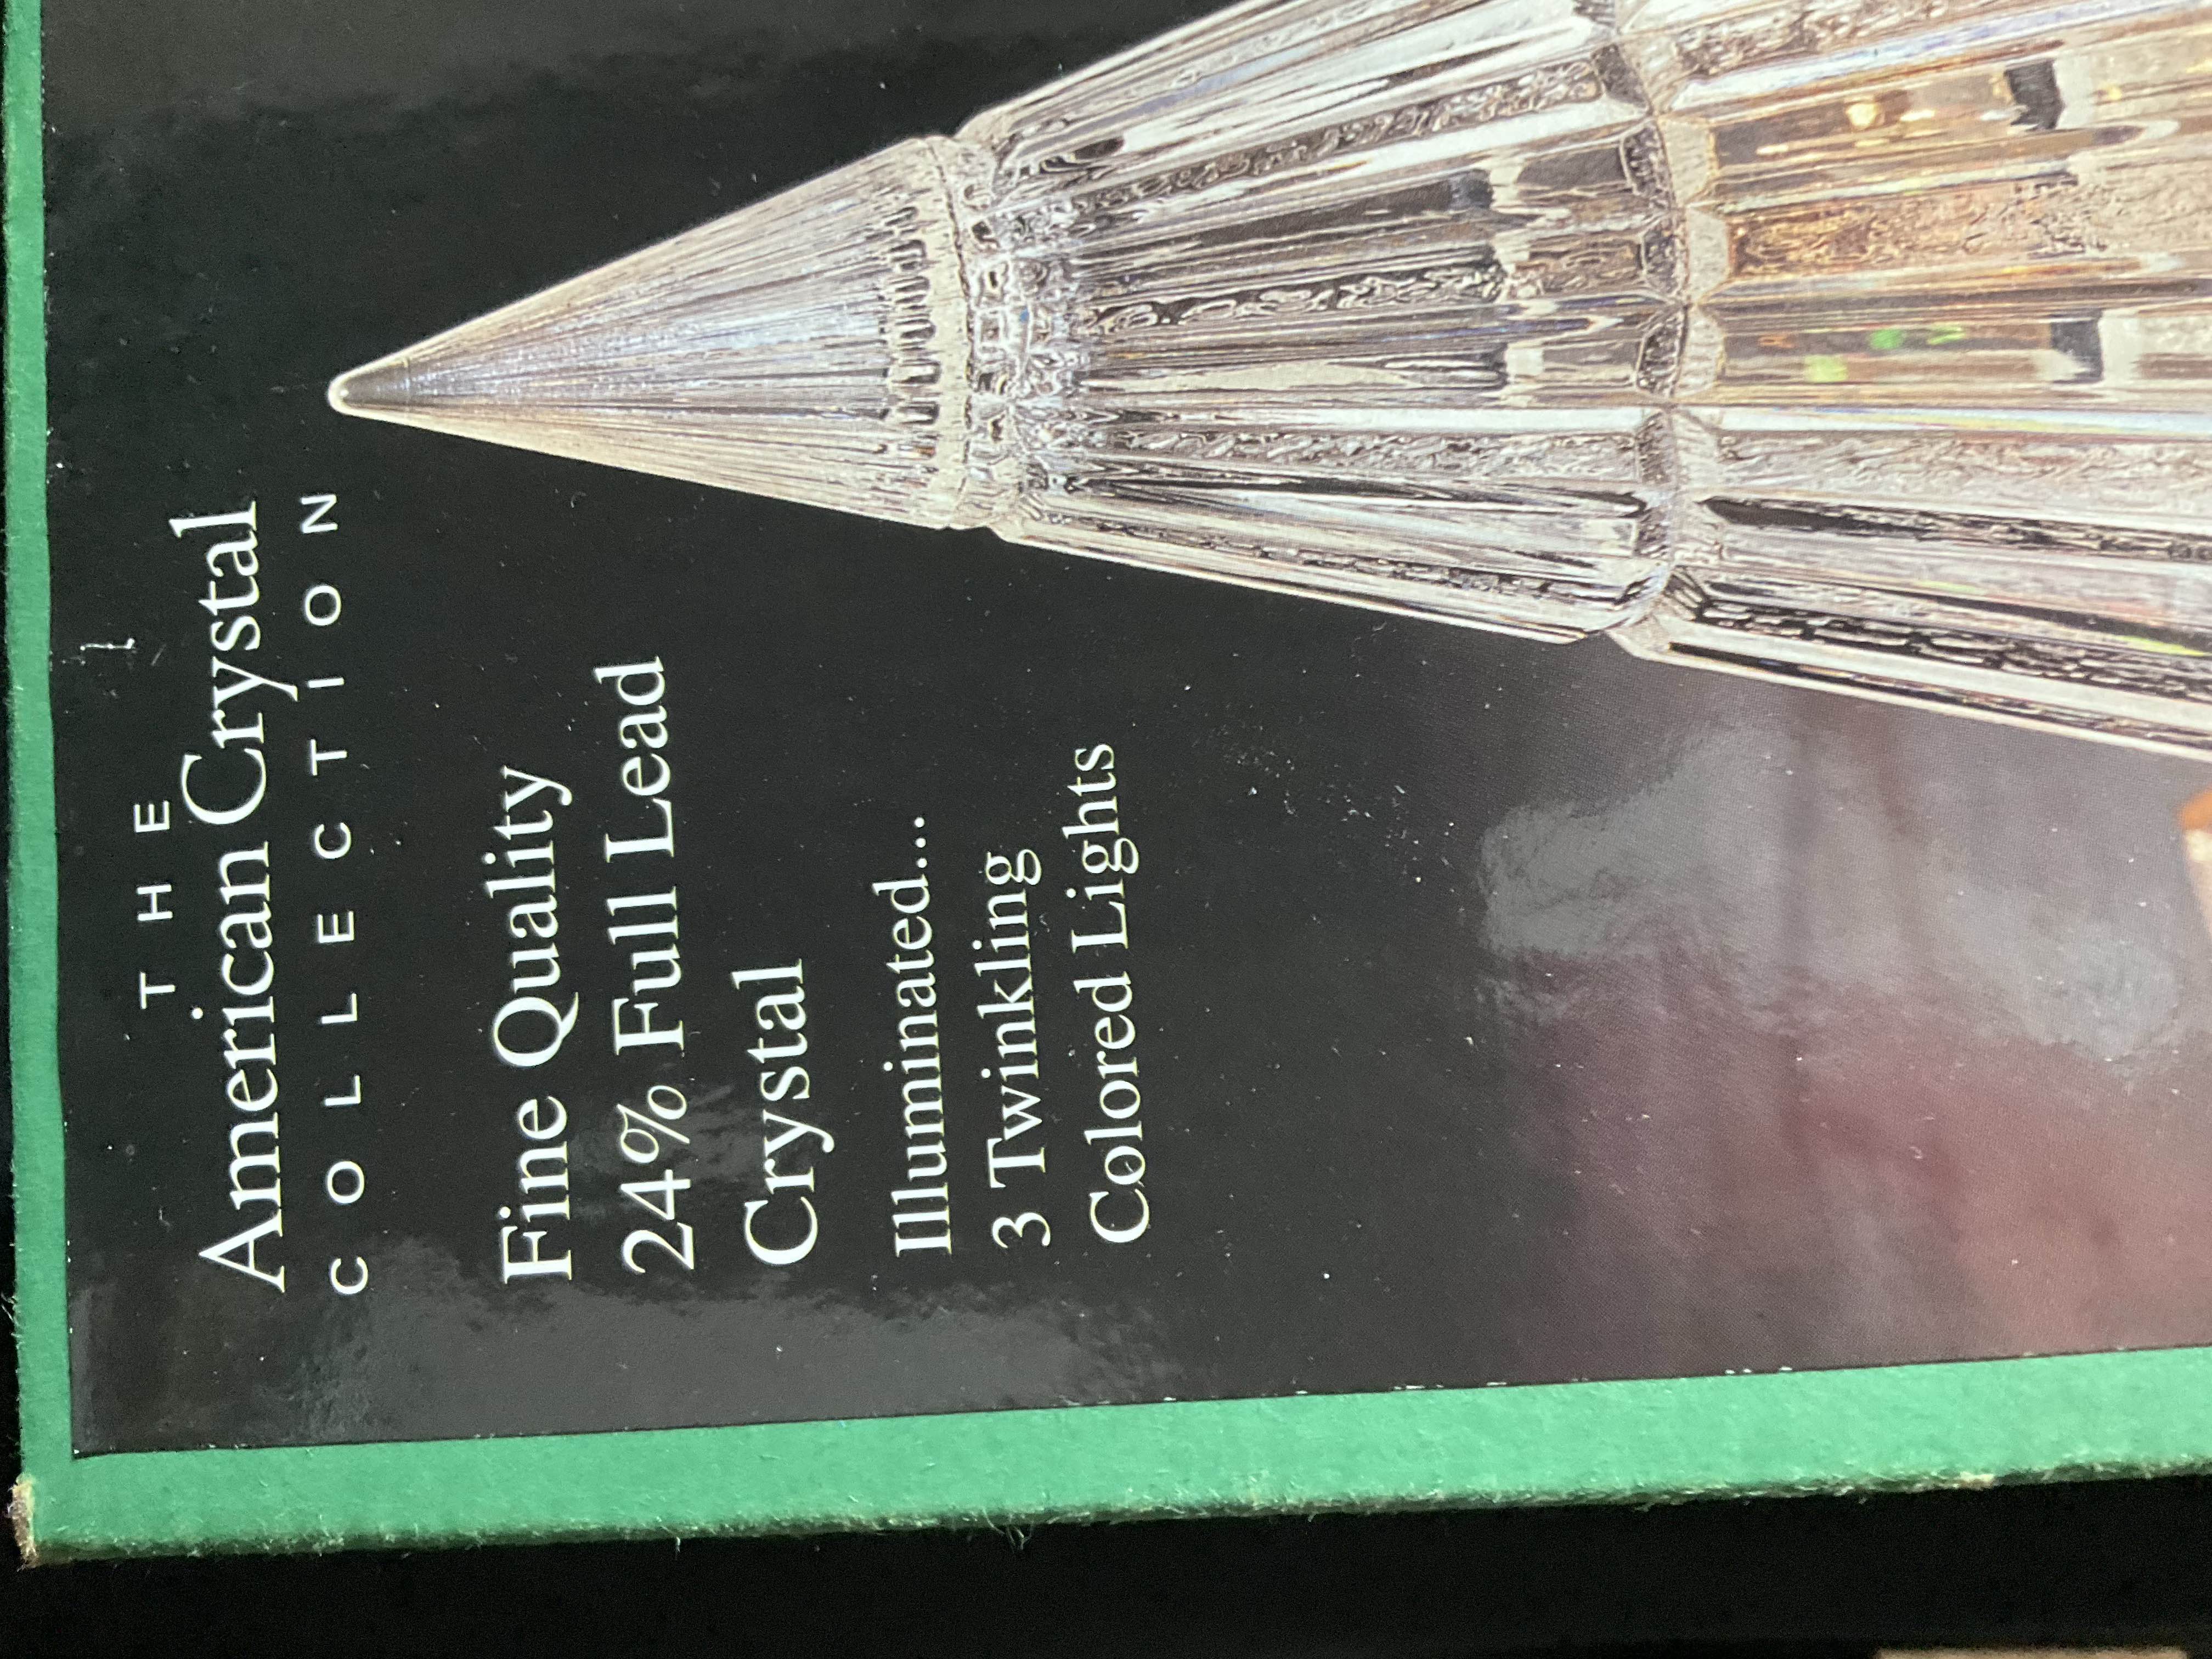 THE
American Crystal
COLLECTION
Fine Quality
24% Full Lead
Crystal
Illuminated...
3 Twinkling
Colored Lights